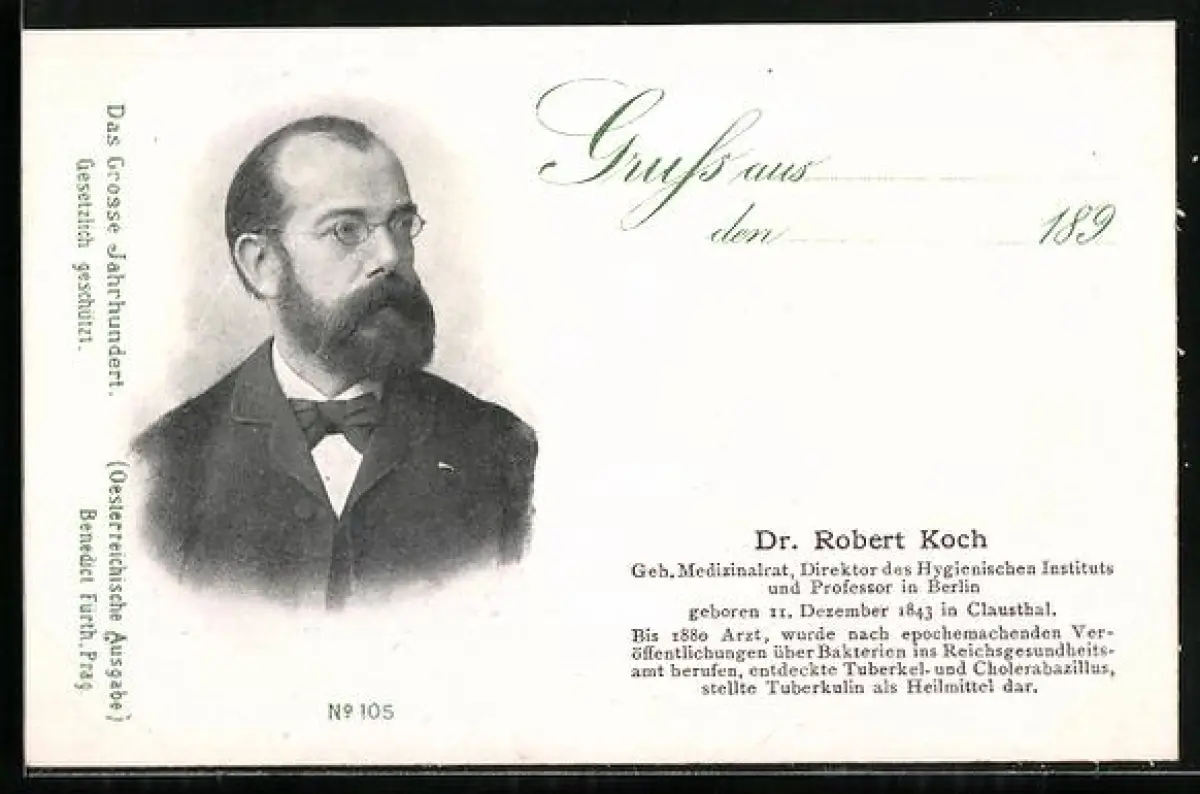 Das Grosse Jahrhundert. (Oesterreichische Ausgabe)
Gesetzlich geschützt. Benedict Fürth, Prag
Gruſs aus
den 189
Dr. Robert Koch
Geh. Medizinalrat, Direktor des Hygienischen Instituts
und Professor in Berlin
geboren 11. Dezember 1843 in Clausthal.
Bis 1880 Arzt, wurde nach epochemachenden Ver-
öffentlichungen über Bakterien ins Reichsgesundheits-
amt berufen, entdeckte Tuberkel- und Cholerabazillus,
stellte Tuberkulin als Heilmittel dar.
Nº 105